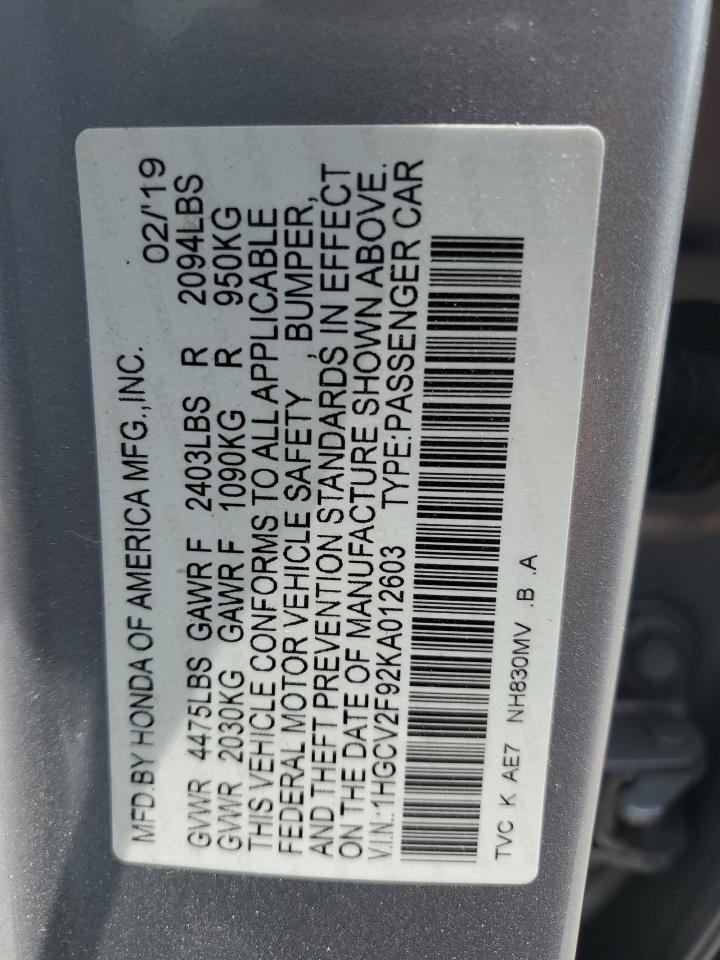 MFD.BY HONDA OF AMERICA MFG.,INC. 02/'19
GVWR 4475LBS GAWR F 2403LBS R 2094LBS
GVWR 2030KG GAWR F 1090KG R 950KG
THIS VEHICLE CONFORMS TO ALL APPLICABLE
FEDERAL MOTOR VEHICLE SAFETY , BUMPER,
AND THEFT PREVENTION STANDARDS IN EFFECT
ON THE DATE OF MANUFACTURE SHOWN ABOVE.
V.I.N.:1HGCV2F92KA012603 TYPE:PASSENGER CAR
TVC K AE7 NH830MV .B .A